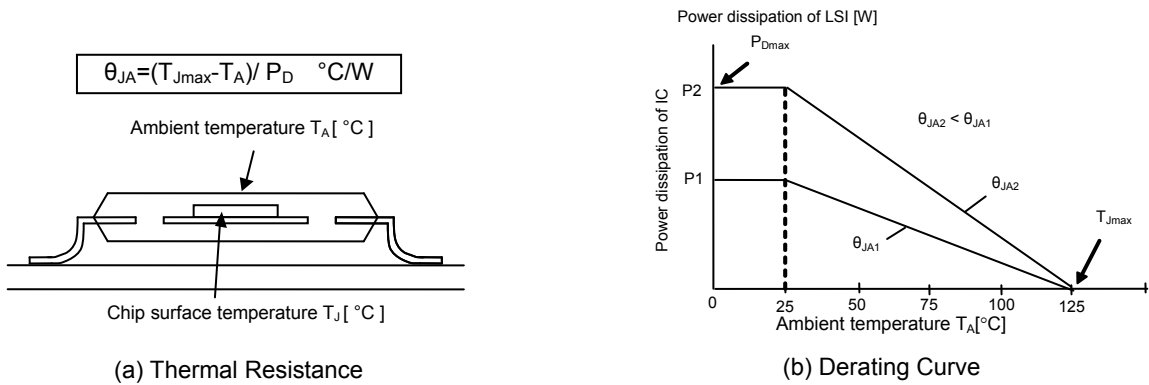 θJA=(TJmax-TA)/ PD °C/W
Ambient temperature TA [ °C ]
Chip surface temperature TJ [ °C ]
(a) Thermal Resistance
Power dissipation of LSI [W]
PDmax
P2
P1
Power dissipation of IC
θJA2 < θJA1
θJA2
θJA1
TJmax
0 25 50 75 100 125
Ambient temperature TA[°C]
(b) Derating Curve